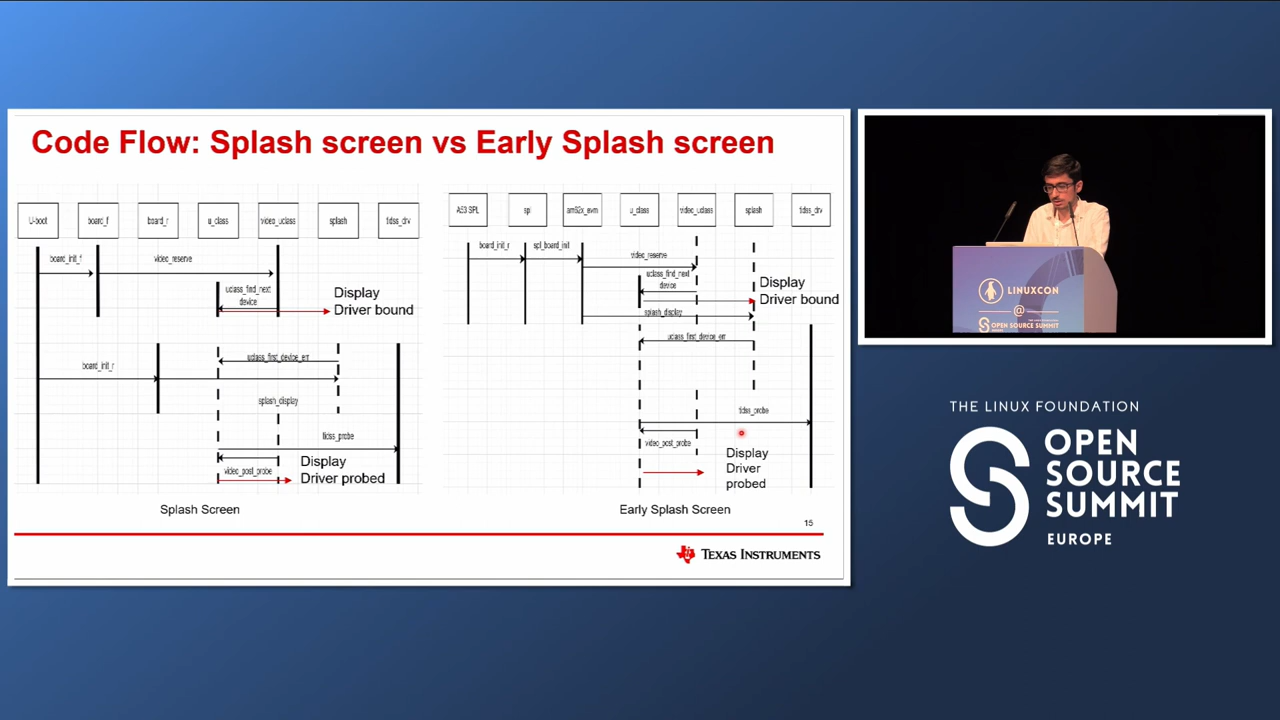 Code Flow: Splash screen vs Early Splash screen
U-boot
board_f
board_r
u_class
video_uclass
splash
tidss_drv
board_init_f
video_reserve
uclass_find_next
device
Display
Driver bound
uclass_first_device_err
board_init_r
splash_display
tidss_probe
video_post_probe
Display
Driver probed
Splash Screen
A53 SPL
spl
am62x_evm
u_class
video_uclass
splash
tidss_drv
board_init_r
spl_board_init
video_reserve
uclass_find_next
device
Display
Driver bound
splash_display
uclass_first_device_err
tidss_probe
video_post_probe
Display
Driver
probed
Early Splash Screen
15
TEXAS INSTRUMENTS
LINUXCON
@
OPEN SOURCE SUMMIT
THE LINUX FOUNDATION
OPEN
SOURCE
SUMMIT
EUROPE